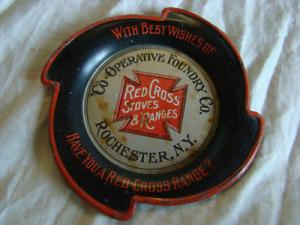 WITH BEST WISHES OF
CO-OPERATIVE FOUNDRY CO.
RED CROSS
STOVES
& RANGES
ROCHESTER, N.Y.
HAVE YOU A RED CROSS RANGE?